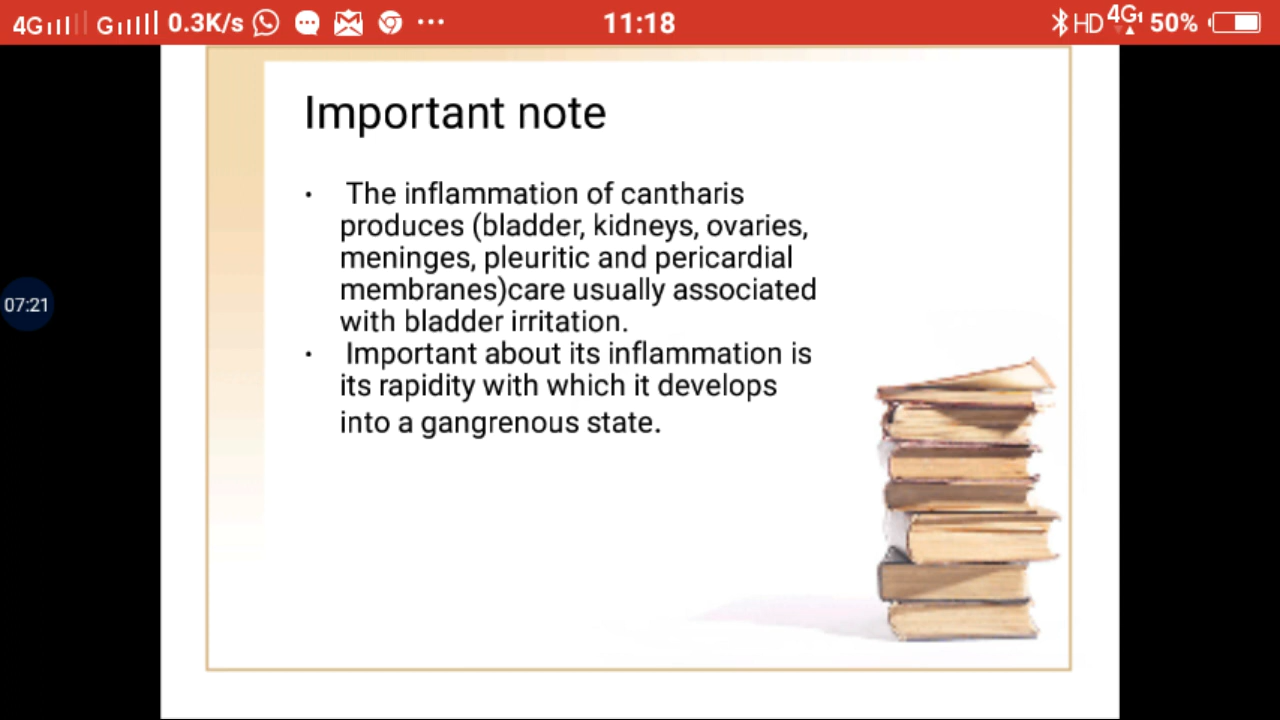 4G G 0.3K/s ... 11:18 HD 4G 50%
Important note
· The inflammation of cantharis
produces (bladder, kidneys, ovaries,
meninges, pleuritic and pericardial
membranes)care usually associated
with bladder irritation.
· Important about its inflammation is
its rapidity with which it develops
into a gangrenous state.
07:21